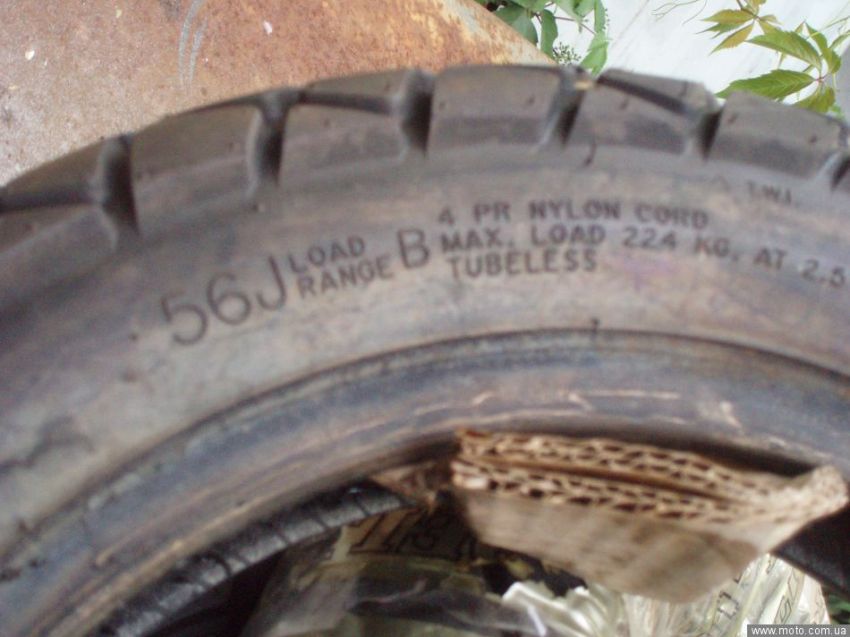 56J LOAD RANGE B
4 PR NYLON CORD
MAX. LOAD 224 KG. AT 2.5
TUBELESS
T.W.I.
www.moto.com.ua